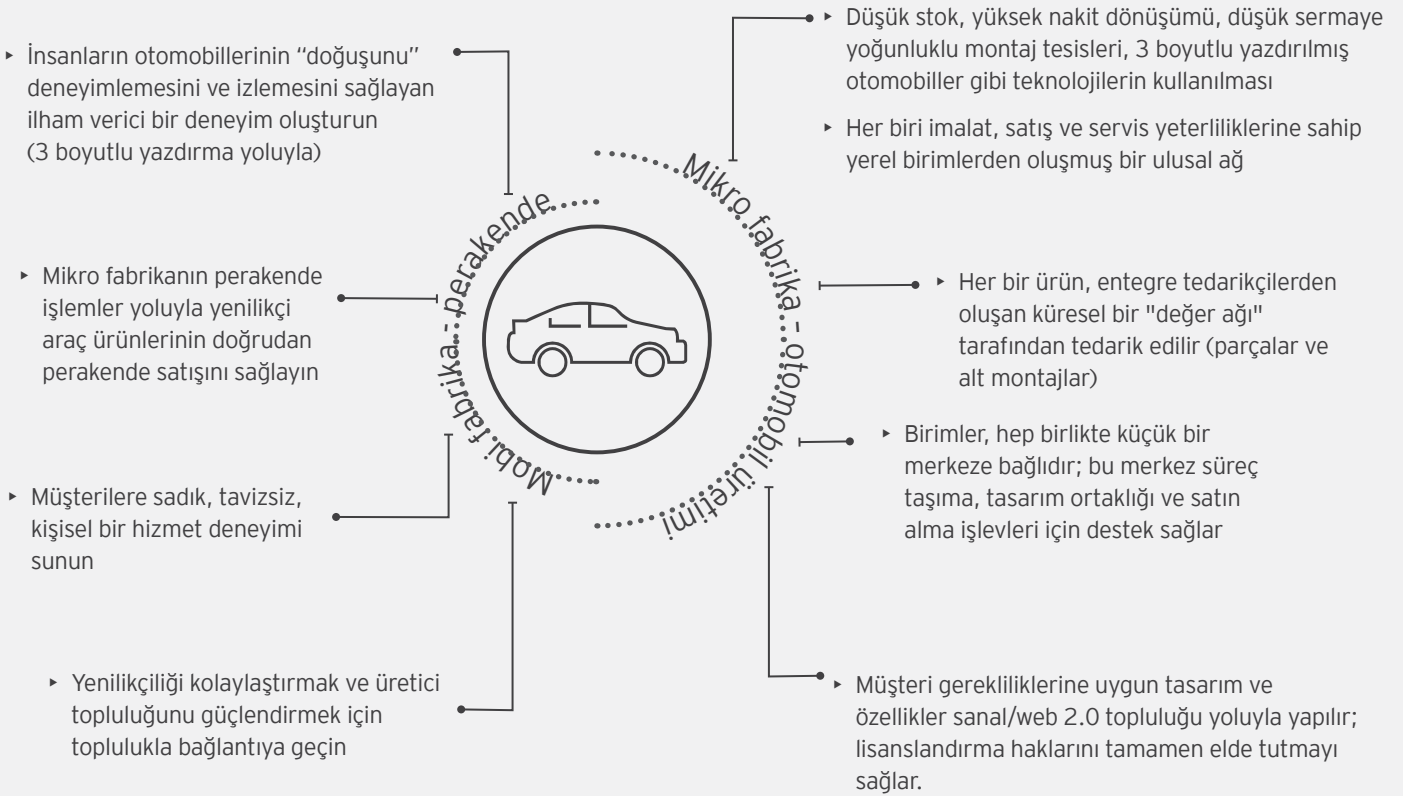 İnsanların otomobillerinin “doğuşunu”
deneyimlemesini ve izlemesini sağlayan
ilham verici bir deneyim oluşturun
(3 boyutlu yazdırma yoluyla)
Mikro fabrikanın perakende
işlemler yoluyla yenilikçi
araç ürünlerinin doğrudan
perakende satışını sağlayın
Müşterilere sadık, tavizsiz,
kişisel bir hizmet deneyimi
sunun
Yenilikçiliği kolaylaştırmak ve üretici
topluluğunu güçlendirmek için
toplulukla bağlantıya geçin
Mobi fabrika - perakende
Mikro fabrika - otomobil üretimi
Düşük stok, yüksek nakit dönüşümü, düşük sermaye
yoğunluklu montaj tesisleri, 3 boyutlu yazdırılmış
otomobiller gibi teknolojilerin kullanılması
Her biri imalat, satış ve servis yeterliliklerine sahip
yerel birimlerden oluşmuş bir ulusal ağ
Her bir ürün, entegre tedarikçilerden
oluşan küresel bir "değer ağı"
tarafından tedarik edilir (parçalar ve
alt montajlar)
Birimler, hep birlikte küçük bir
merkeze bağlıdır; bu merkez süreç
taşıma, tasarım ortaklığı ve satın
alma işlevleri için destek sağlar
Müşteri gerekliliklerine uygun tasarım ve
özellikler sanal/web 2.0 topluluğu yoluyla yapılır;
lisanslandırma haklarını tamamen elde tutmayı
sağlar.